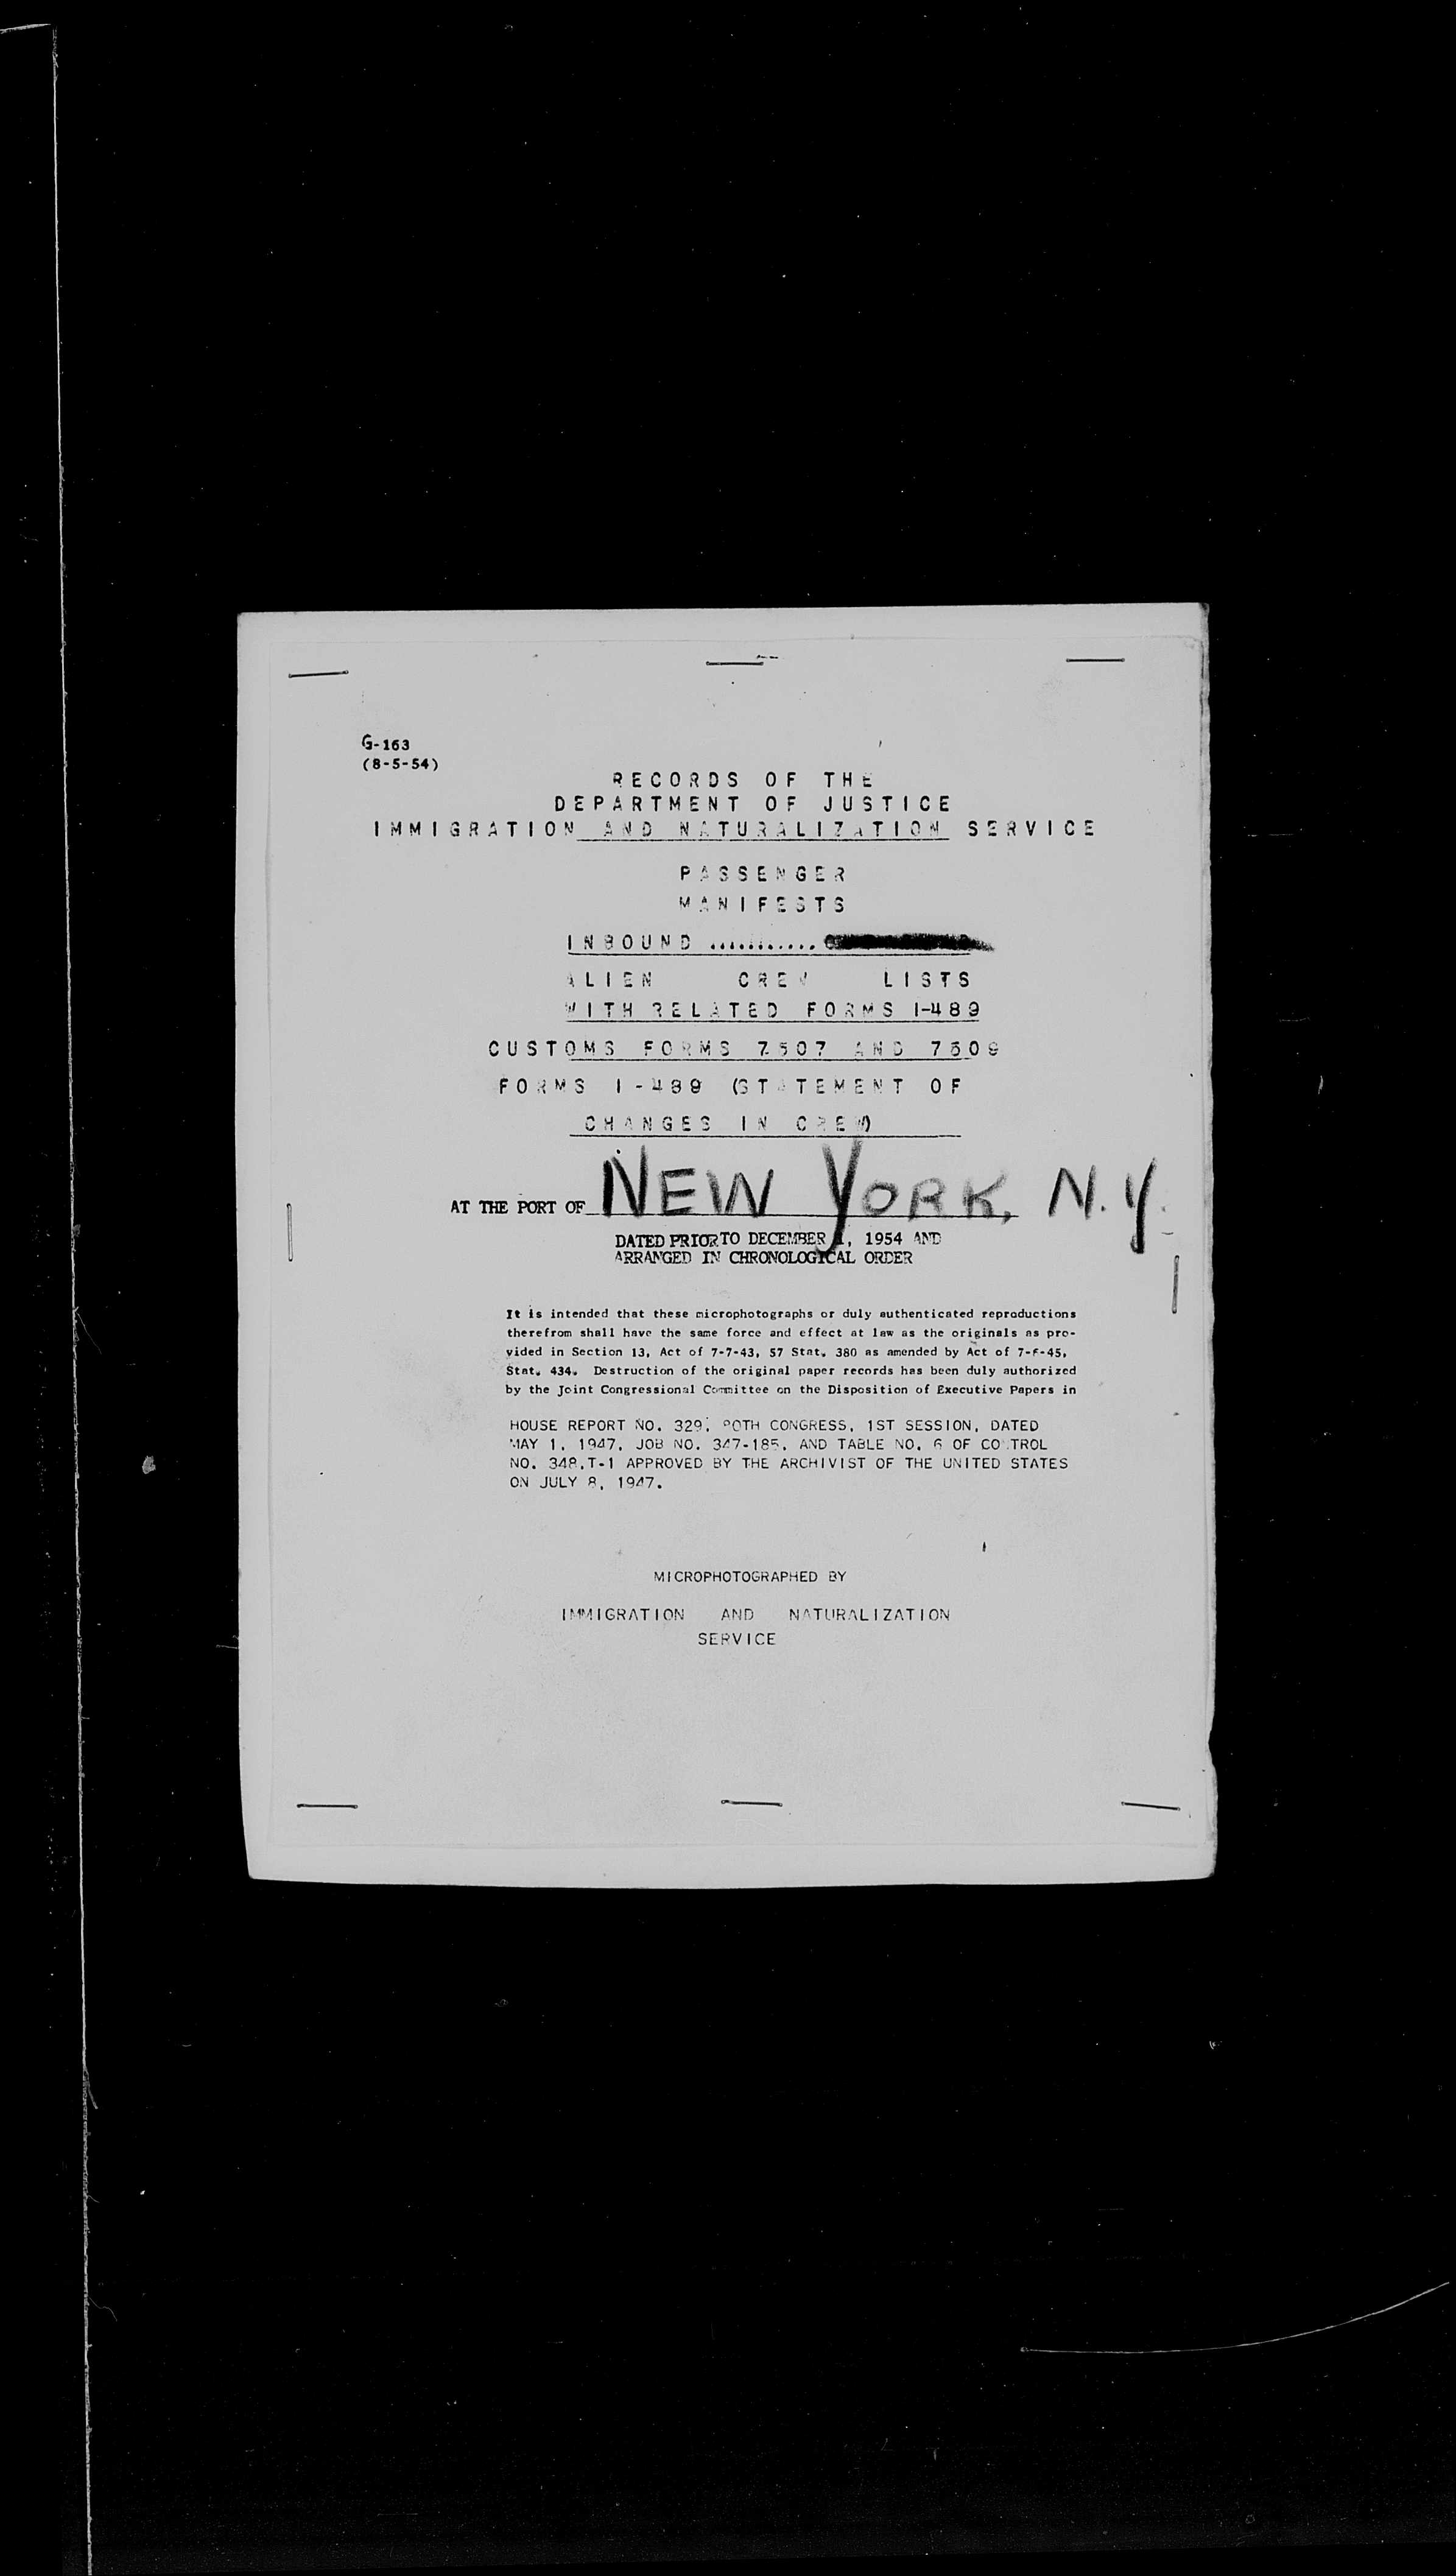 G-163
(8-5-54)
RECORDS OF THE
DEPARTMENT OF JUSTICE
IMMIGRATION AND NATURALIZATION SERVICE
PASSENGER
MANIFESTS
INBOUND ...........
ALIEN CREW LISTS
WITH RELATED FORMS I-489
CUSTOMS FORMS 7507 AND 7509
FORMS I-489 (STATEMENT OF
CHANGES IN CREW)
AT THE PORT OF NEW YORK, N.Y.
DATED PRIOR TO DECEMBER 1, 1954 AND
ARRANGED IN CHRONOLOGICAL ORDER
It is intended that these microphotographs or duly authenticated reproductions
therefrom shall have the same force and effect at law as the originals as pro-
vided in Section 13, Act of 7-7-43, 57 Stat. 380 as amended by Act of 7-6-45,
Stat. 434. Destruction of the original paper records has been duly authorized
by the Joint Congressional Committee on the Disposition of Executive Papers in
HOUSE REPORT NO. 329, 80TH CONGRESS, 1ST SESSION, DATED
MAY 1, 1947, JOB NO. 347-185, AND TABLE NO. 6 OF CONTROL
NO. 348.T-1 APPROVED BY THE ARCHIVIST OF THE UNITED STATES
ON JULY 8, 1947.
MICROPHOTOGRAPHED BY
IMMIGRATION AND NATURALIZATION
SERVICE